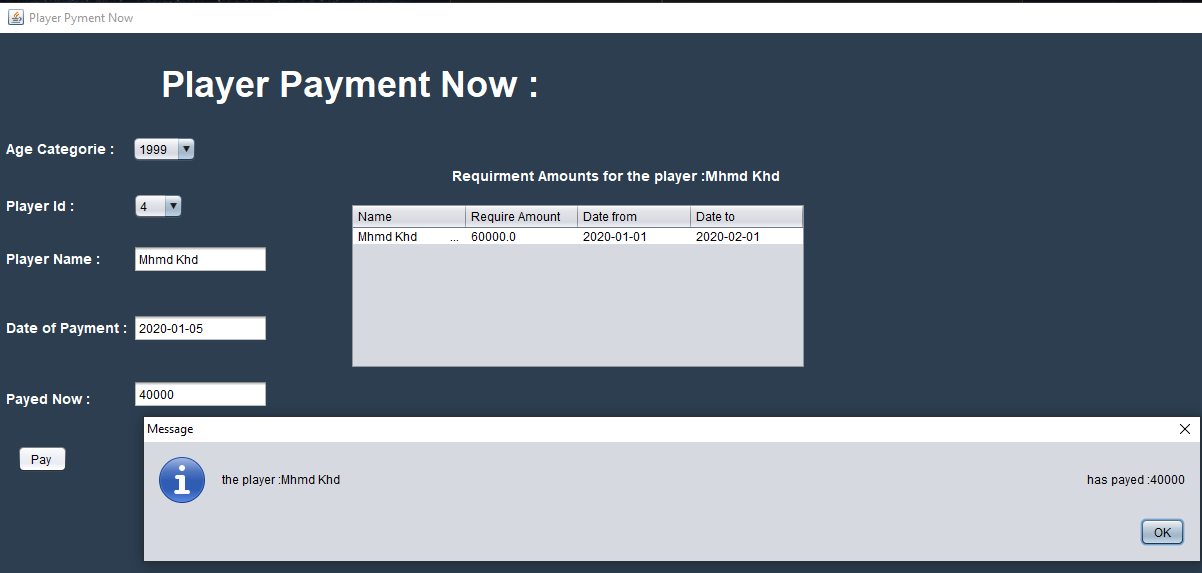 Player Pyment Now
Player Payment Now :
Age Categorie : 1999
Requirment Amounts for the player :Mhmd Khd
Player Id : 4
Name Require Amount Date from Date to
Mhmd Khd ... 60000.0 2020-01-01 2020-02-01
Player Name : Mhmd Khd
Date of Payment : 2020-01-05
Payed Now : 40000
Message
Pay
the player :Mhmd Khd has payed :40000
OK